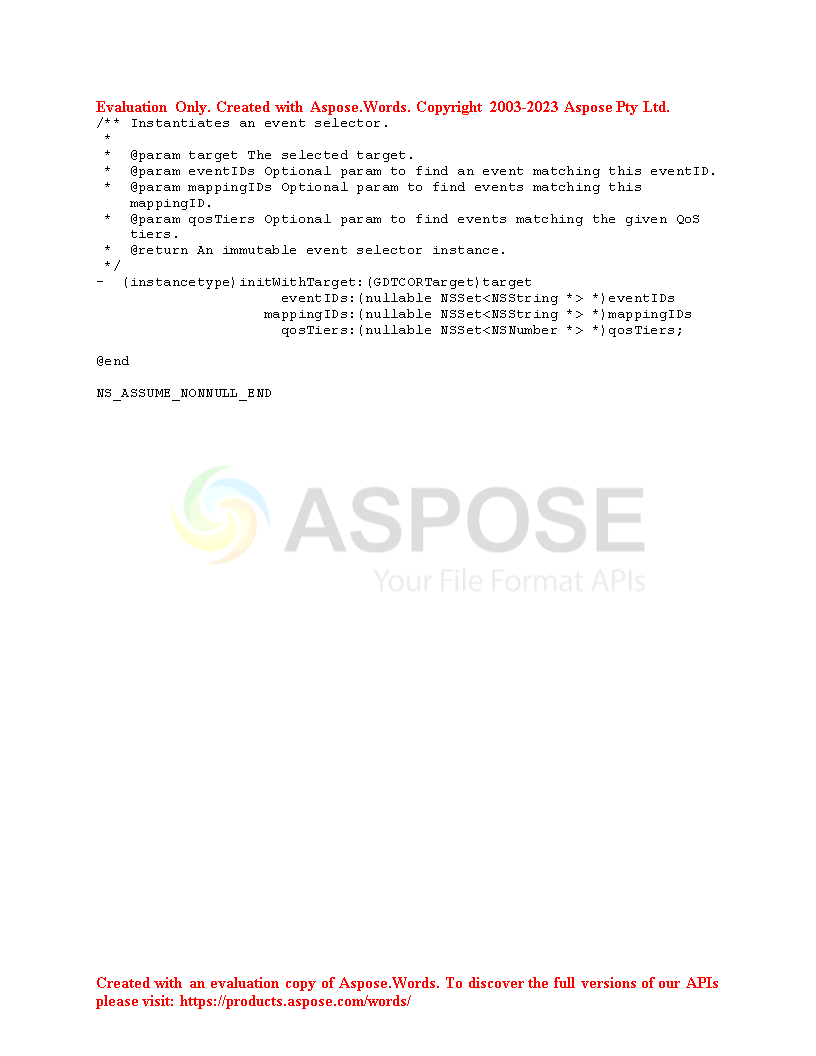 Evaluation Only. Created with Aspose.Words. Copyright 2003-2023 Aspose Pty Ltd.
/** Instantiates an event selector.
 *
 *  @param target The selected target.
 *  @param eventIDs Optional param to find an event matching this eventID.
 *  @param mappingIDs Optional param to find events matching this
    mappingID.
 *  @param qosTiers Optional param to find events matching the given QoS
    tiers.
 *  @return An immutable event selector instance.
 */
-  (instancetype)initWithTarget:(GDTCORTarget)target
                      eventIDs:(nullable NSSet<NSString *> *)eventIDs
                    mappingIDs:(nullable NSSet<NSString *> *)mappingIDs
                      qosTiers:(nullable NSSet<NSNumber *> *)qosTiers;
@end
NS_ASSUME_NONNULL_END
ASPOSE
Your File Format APIs
Created with an evaluation copy of Aspose.Words. To discover the full versions of our APIs
please visit: https://products.aspose.com/words/